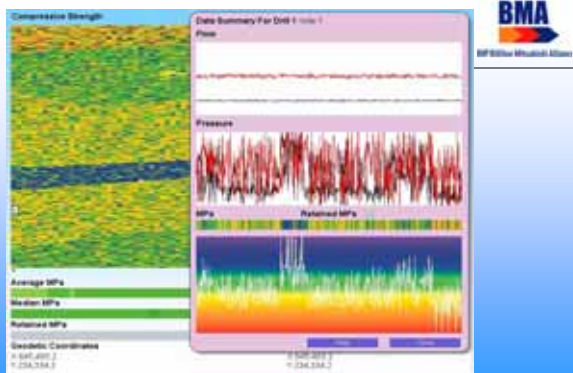 Compressive Strength
Data Summary For Drill 1
Flow
Pressure
MPa Retained MPa
Average MPa
Median MPa
Retained MPa
Geodetic Coordinates
BMA
BHP Billiton Mitsubishi Alliance